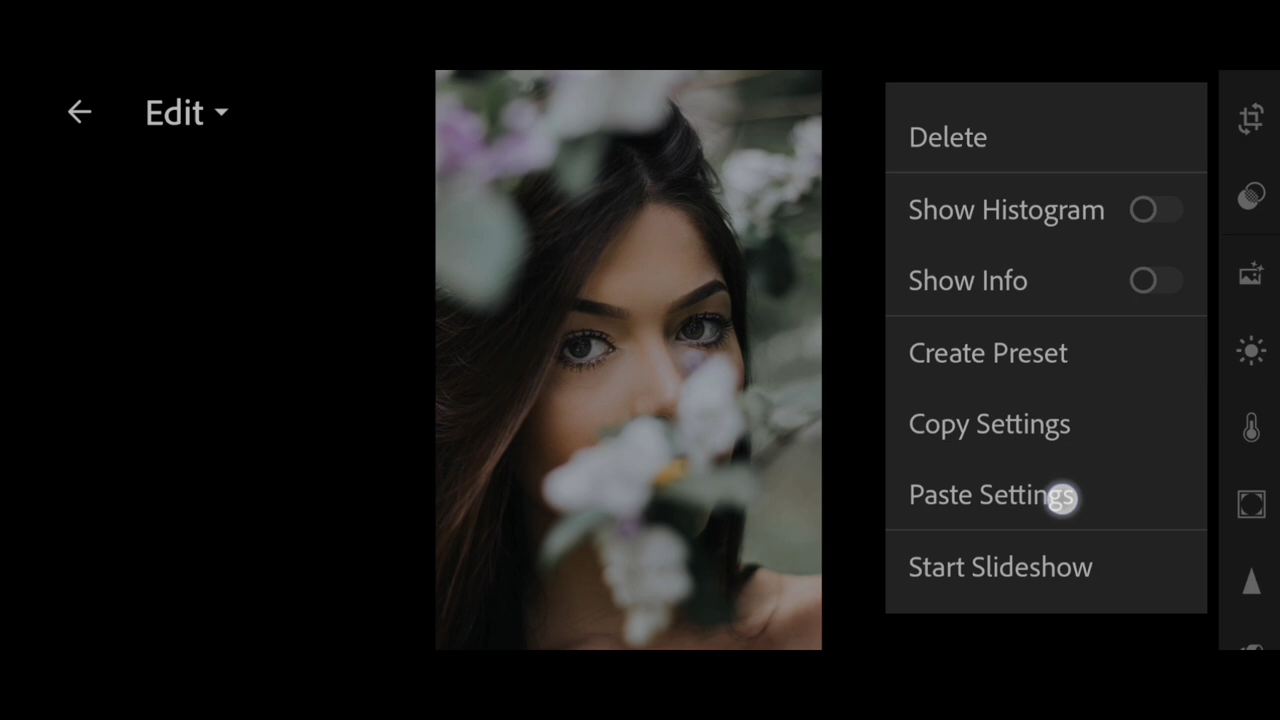 Edit
Delete
Show Histogram
Show Info
Create Preset
Copy Settings
Paste Settings
Start Slideshow